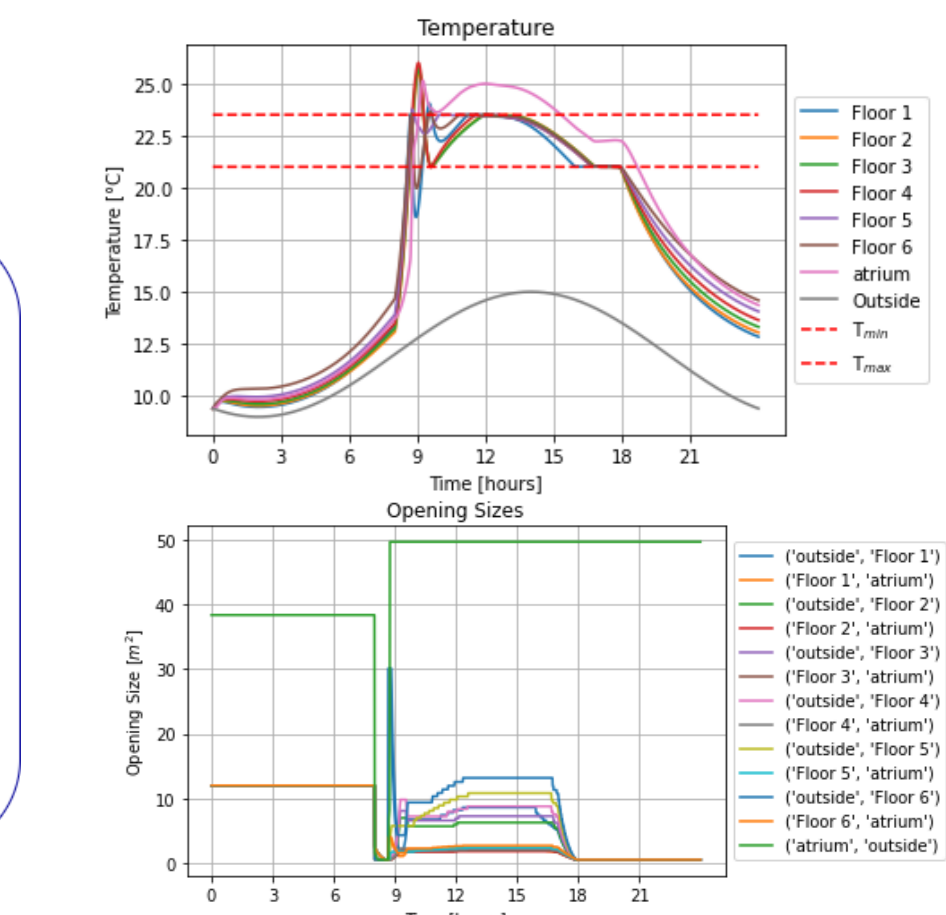 Temperature
25.0
22.5
20.0
17.5
15.0
12.5
10.0
Temperature [°C]
0 3 6 9 12 15 18 21
Time [hours]
Floor 1
Floor 2
Floor 3
Floor 4
Floor 5
Floor 6
atrium
Outside
Tmin
Tmax
Opening Sizes
50
40
30
20
10
0
Opening Size [m²]
0 3 6 9 12 15 18 21
('outside', 'Floor 1')
('Floor 1', 'atrium')
('outside', 'Floor 2')
('Floor 2', 'atrium')
('outside', 'Floor 3')
('Floor 3', 'atrium')
('outside', 'Floor 4')
('Floor 4', 'atrium')
('outside', 'Floor 5')
('Floor 5', 'atrium')
('outside', 'Floor 6')
('Floor 6', 'atrium')
('atrium', 'outside')